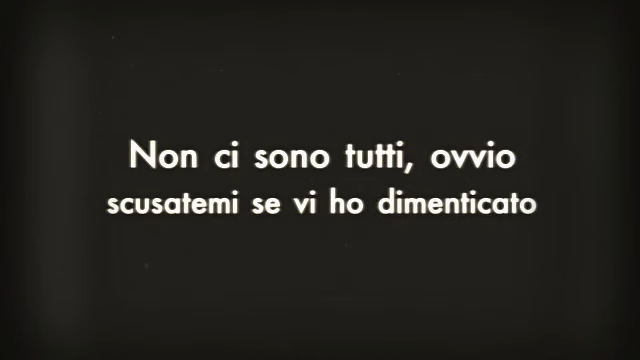 Non ci sono tutti, ovvio
scusatemi se vi ho dimenticato